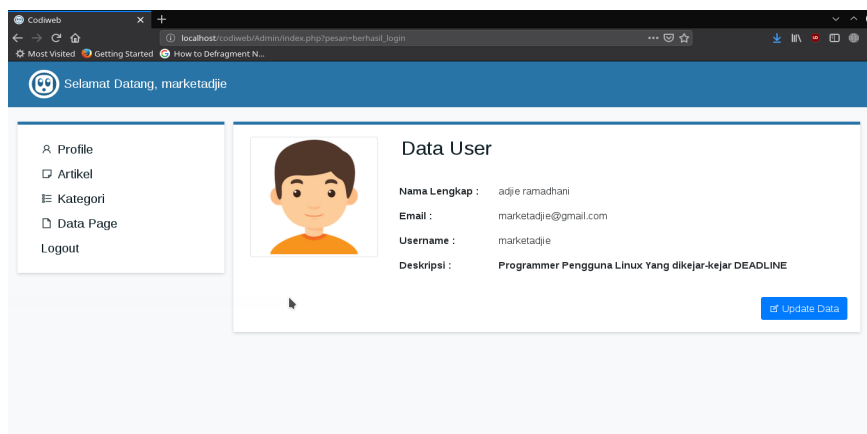 Codiweb
localhost/codiweb/Admin/index.php?pesan=berhasil_login
Most Visited Getting Started How to Defragment N...
Selamat Datang, marketadjie
Profile
Artikel
Kategori
Data Page
Logout
Data User
Nama Lengkap : adjie ramadhani
Email : marketadjie@gmail.com
Username : marketadjie
Deskripsi : Programmer Pengguna Linux Yang dikejar-kejar DEADLINE
Update Data